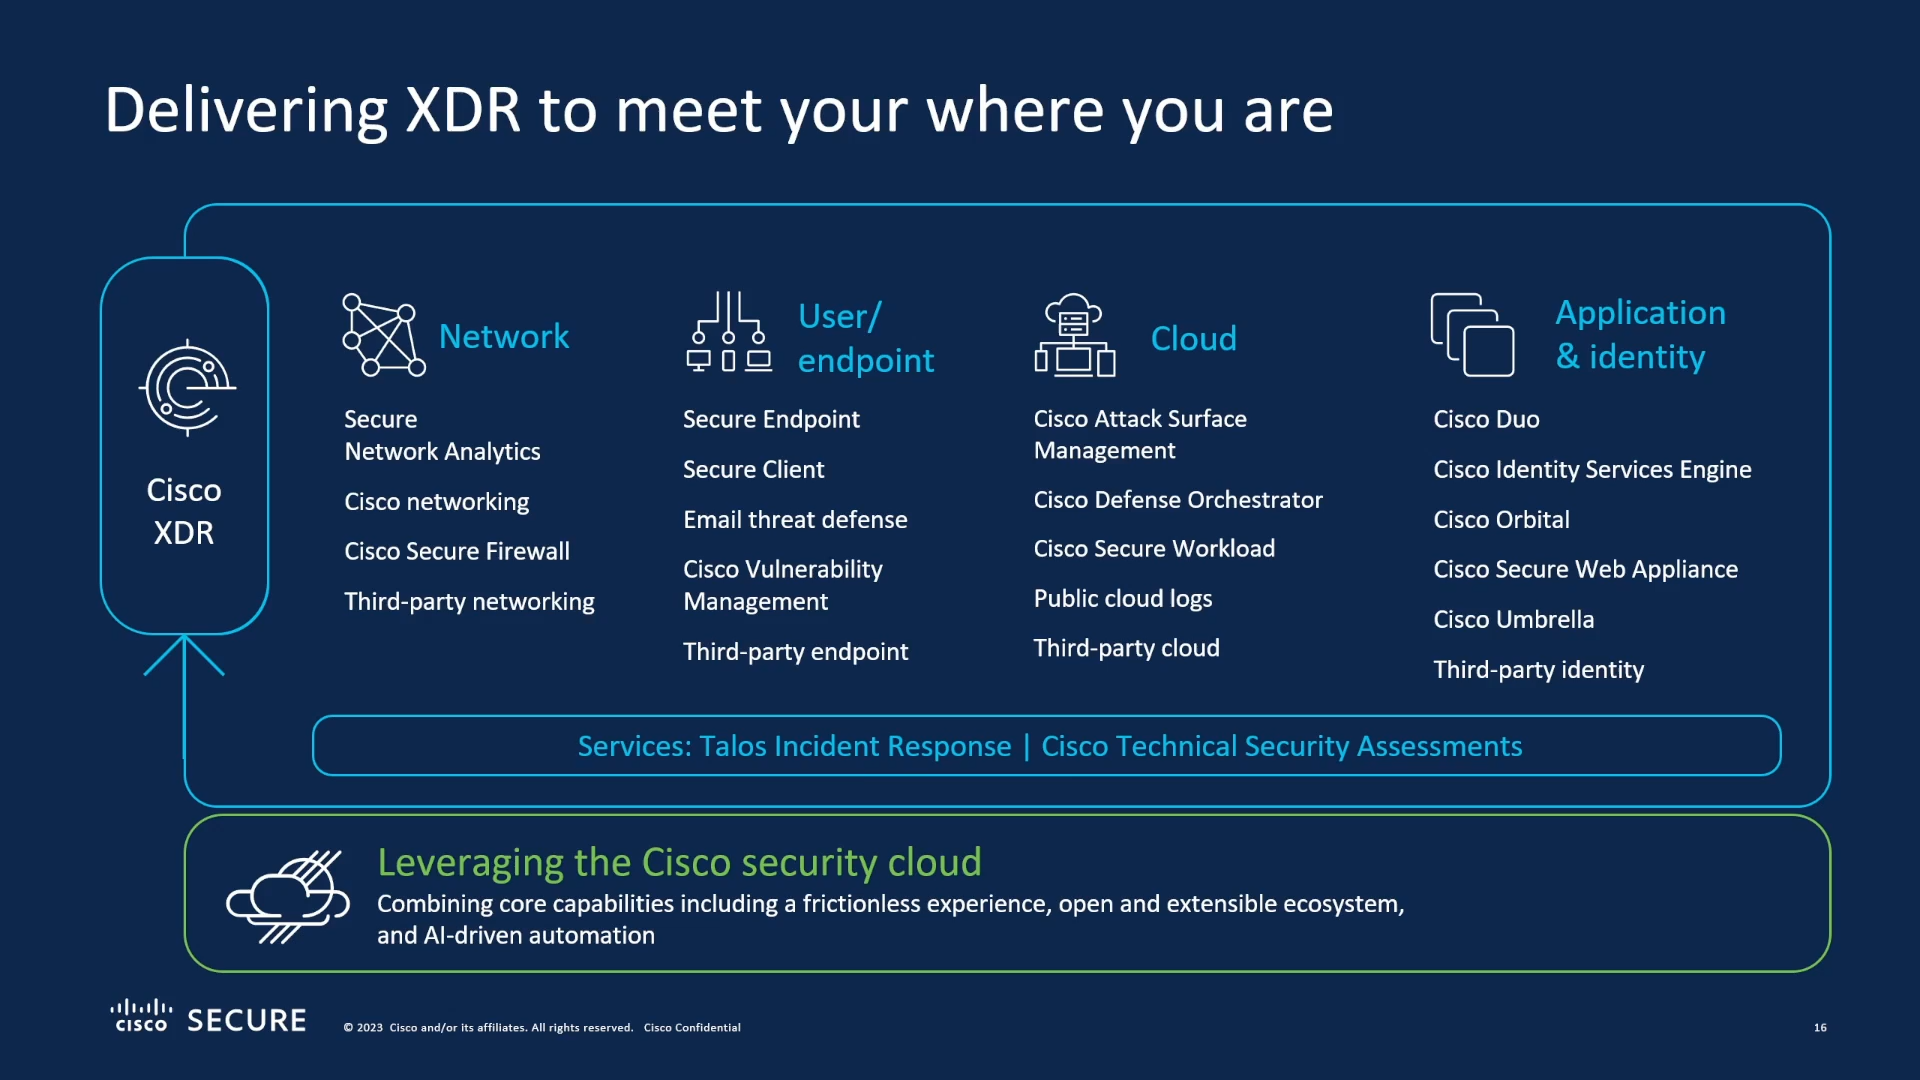 Delivering XDR to meet your where you are
Cisco
XDR
Network
Secure
Network Analytics
Cisco networking
Cisco Secure Firewall
Third-party networking
User/
endpoint
Secure Endpoint
Secure Client
Email threat defense
Cisco Vulnerability
Management
Third-party endpoint
Cloud
Cisco Attack Surface
Management
Cisco Defense Orchestrator
Cisco Secure Workload
Public cloud logs
Third-party cloud
Application
& identity
Cisco Duo
Cisco Identity Services Engine
Cisco Orbital
Cisco Secure Web Appliance
Cisco Umbrella
Third-party identity
Services: Talos Incident Response | Cisco Technical Security Assessments
Leveraging the Cisco security cloud
Combining core capabilities including a frictionless experience, open and extensible ecosystem,
and AI-driven automation
CISCO SECURE
© 2023 Cisco and/or its affiliates. All rights reserved. Cisco Confidential
16